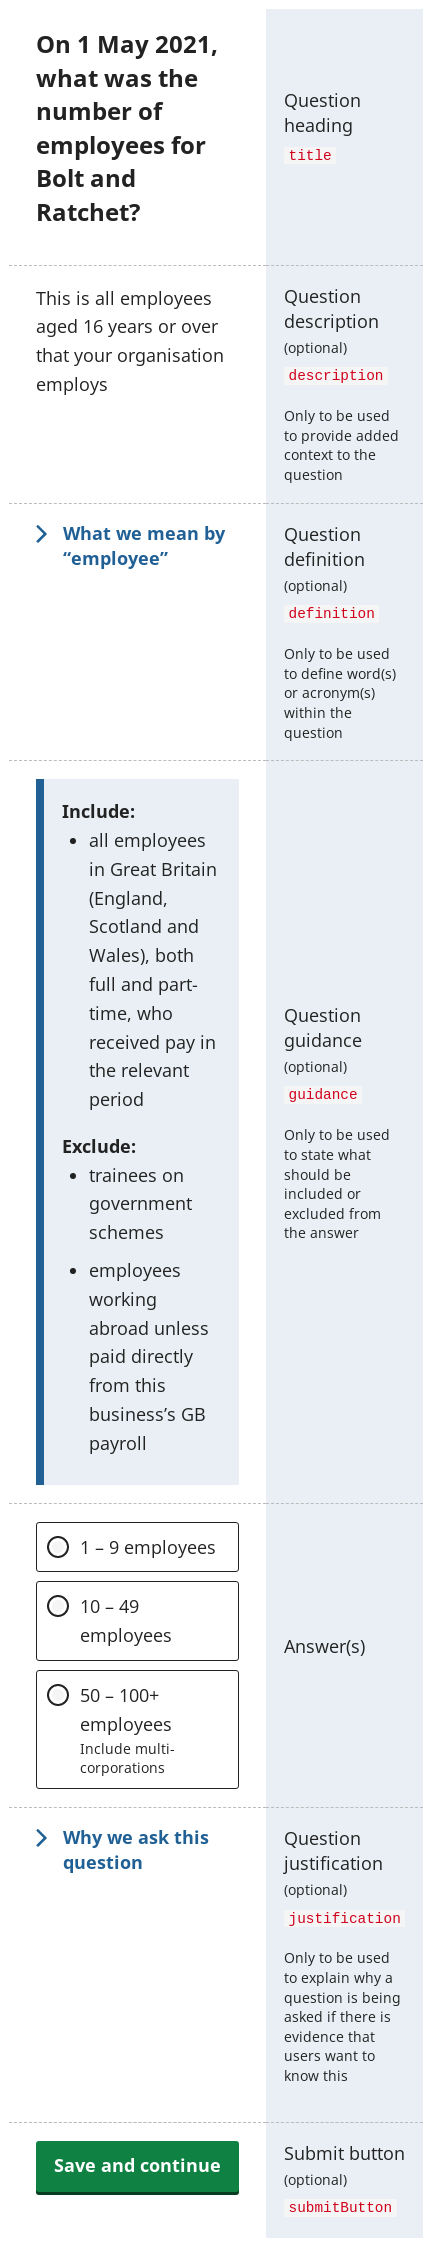 On 1 May 2021,
what was the
number of
employees for
Bolt and
Ratchet?
Question
heading
title
This is all employees
aged 16 years or over
that your organisation
employs
Question
description
(optional)
description
Only to be used
to provide added
context to the
question
What we mean by
“employee”
Question
definition
(optional)
definition
Only to be used
to define word(s)
or acronym(s)
within the
question
Include:
all employees
in Great Britain
(England,
Scotland and
Wales), both
full and part-
time, who
received pay in
the relevant
period
Exclude:
trainees on
government
schemes
employees
working
abroad unless
paid directly
from this
business’s GB
payroll
Question
guidance
(optional)
guidance
Only to be used
to state what
should be
included or
excluded from
the answer
1 – 9 employees
10 – 49
employees
50 – 100+
employees
Include multi-
corporations
Answer(s)
Why we ask this
question
Question
justification
(optional)
justification
Only to be used
to explain why a
question is being
asked if there is
evidence that
users want to
know this
Save and continue
Submit button
(optional)
submitButton